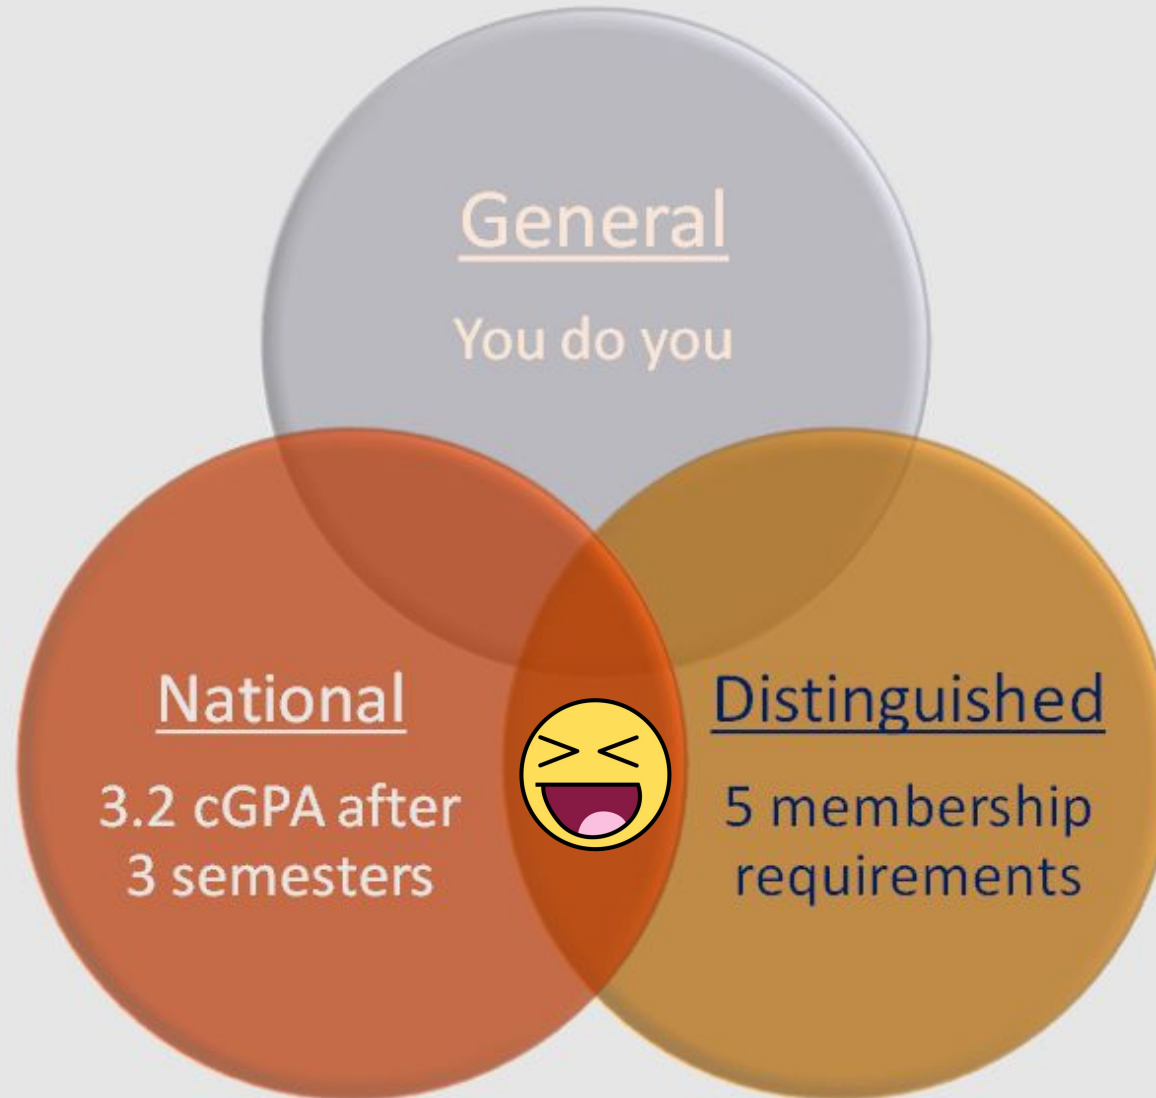 General
You do you
National
3.2 cGPA after
3 semesters
Distinguished
5 membership
requirements